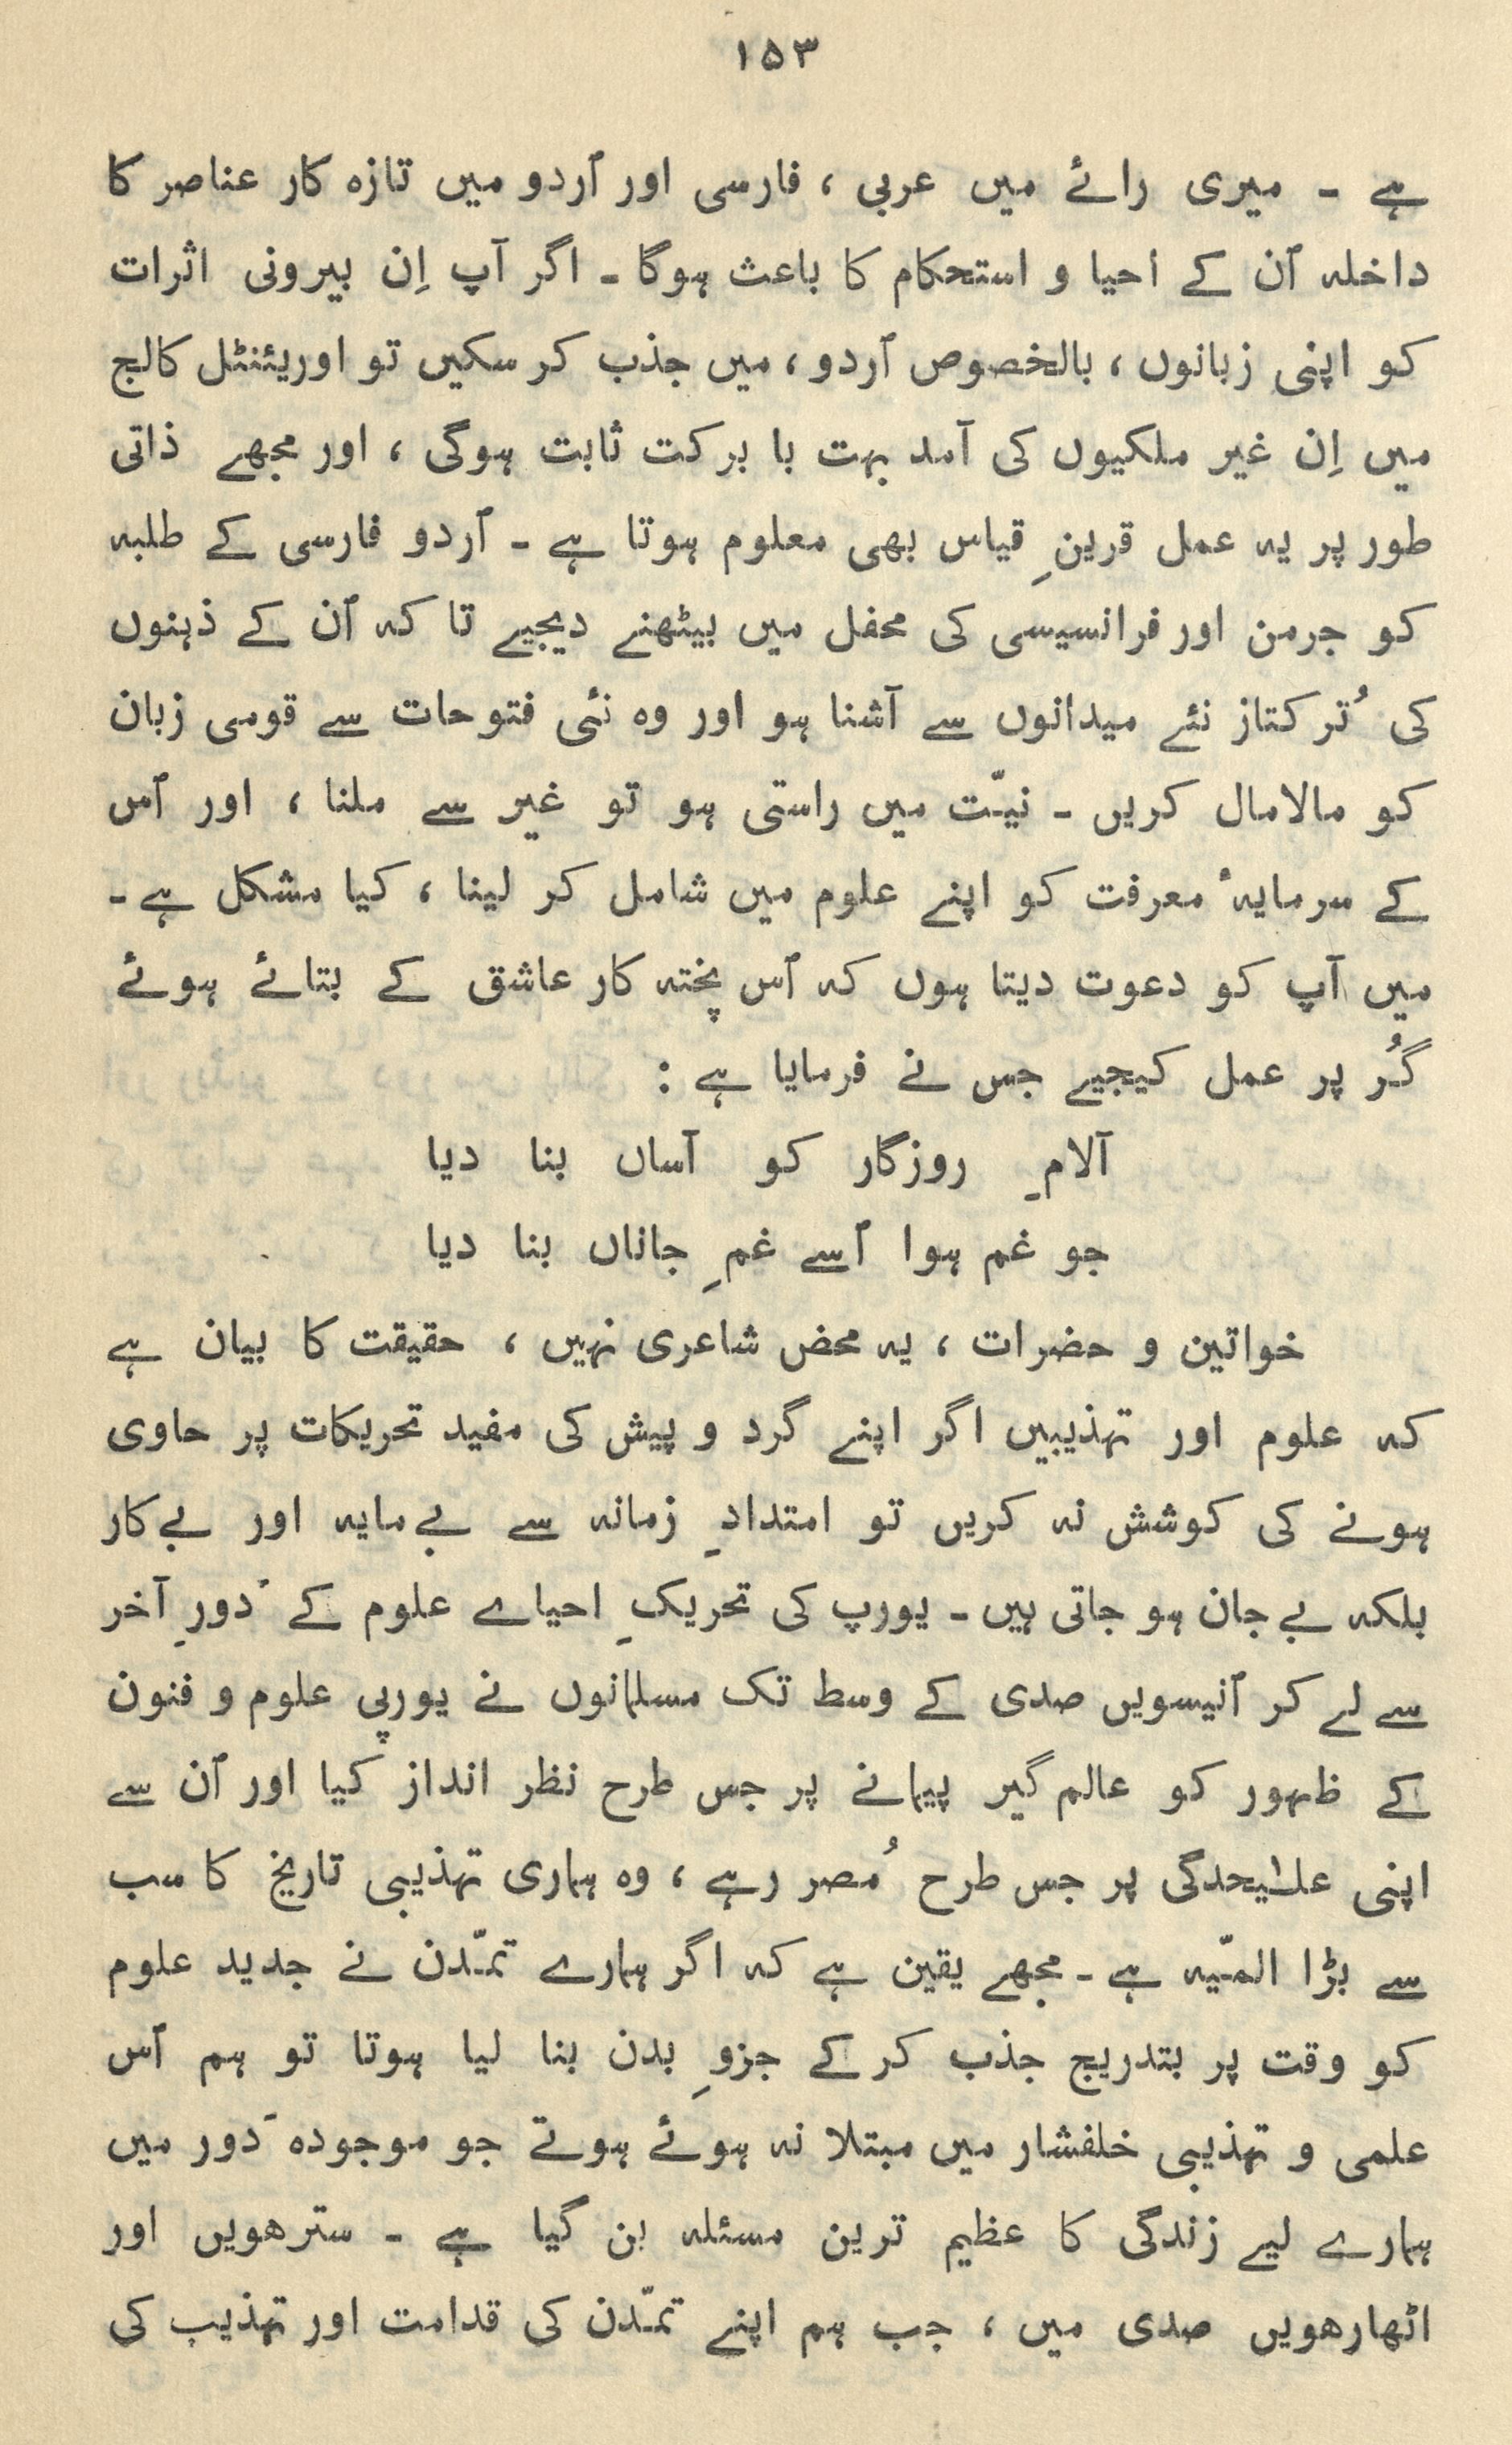 ۱۵۳
ہے ۔ میری رائے میں عربی ، فارسی اور اُردو میں تازہ کار عناصر کا
داخلہ اُن کے احیا و استحکام کا باعث ہوگا ۔ اگر آپ اِن بیرونی اثرات
کو اپنی زبانوں ، بالخصوص اُردو ، میں جذب کر سکیں تو اوریئنٹل کالج
میں اِن غیر ملکیوں کی آمد بہت با برکت ثابت ہوگی ، اور مجھے ذاتی
طور پر یہ عمل قرینِ قیاس بھی معلوم ہوتا ہے ۔ اُردو فارسی کے طلبہ
کو جرمن اور فرانسیسی کی محفل میں بیٹھنے دیجیے تا کہ اُن کے ذہنوں
کی تُرکتاز نئے میدانوں سے آشنا ہو اور وہ نئی فتوحات سے قومی زبان
کو مالامال کریں ۔ نیّت میں راستی ہو تو غیر سے ملنا ، اور اُس
کے سرمایۂ معرفت کو اپنے علوم میں شامل کر لینا ، کیا مشکل ہے ۔
میں آپ کو دعوت دیتا ہوں کہ اُس پختہ کار عاشق کے بتائے ہوئے
گُر پر عمل کیجیے جس نے فرمایا ہے :
آلامِ روزگار کو آساں بنا دیا
جو غم ہوا اُسے غمِ جاناں بنا دیا
خواتین و حضرات ، یہ محض شاعری نہیں ، حقیقت کا بیان ہے
کہ علوم اور تہذیبیں اگر اپنے گرد و پیش کی مفید تحریکات پر حاوی
ہونے کی کوشش نہ کریں تو امتدادِ زمانہ سے بےمایہ اور بےکار
بلکہ بےجان ہو جاتی ہیں ۔ یورپ کی تحریکِ احیاے علوم کے دَورِ آخر
سے لے کر اُنیسویں صدی کے وسط تک مسلمانوں نے یورپی علوم و فنون
کے ظہور کو عالم گیر پیمانے پر جس طرح نظر انداز کیا اور اُن سے
اپنی علیٰحدگی پر جس طرح مُصر رہے ، وہ ہماری تہذیبی تاریخ کا سب
سے بڑا المیّہ ہے ۔ مجھے یقین ہے کہ اگر ہمارے تمدّن نے جدید علوم
کو وقت پر بتدریج جذب کر کے جزوِ بدن بنا لیا ہوتا تو ہم اُس
علمی و تہذیبی خلفشار میں مبتلا نہ ہوئے ہوتے جو موجودہ دَور میں
ہمارے لیے زندگی کا عظیم ترین مسئلہ بن گیا ہے ۔ سترھویں اور
اٹھارھویں صدی میں ، جب ہم اپنے تمدّن کی قدامت اور تہذیب کی